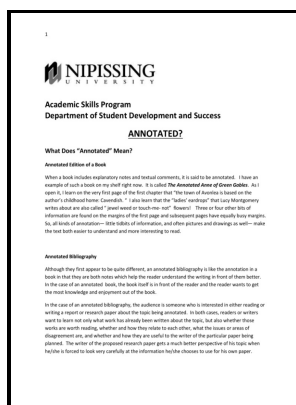 1
NIPISSING
UNIVERSITY
Academic Skills Program
Department of Student Development and Success
ANNOTATED?
What Does "Annotated" Mean?
Annotated Edition of a Book
When a book includes explanatory notes and textual comments, it is said to be annotated. I have an
example of such a book on my shelf right now. It is called The Annotated Anne of Green Gables. As I
open it, I learn on the very first page of the first chapter that "the town of Avonlea is based on the
author's childhood home: Cavendish. " I also learn that the "ladies' eardrops" that Lucy Montgomery
writes about are also called " jewel weed or touch-me- not" flowers! Three or four other bits of
information are found on the margins of the first page and subsequent pages have equally busy margins.
So, all kinds of annotation— little tidbits of information, and often pictures and drawings as well— make
the text both easier to understand and more interesting to read.
Annotated Bibliography
Although they first appear to be quite different, an annotated bibliography is like the annotation in a
book in that they are both notes which help the reader understand the writing in front of them better.
In the case of an annotated book, the book itself is in front of the reader and the reader wants to get
the most knowledge and enjoyment out of the book.
In the case of an annotated bibliography, the audience is someone who is interested in either reading or
writing a report or research paper about the topic being annotated. In both cases, readers or writers
want to learn not only what work has already been written about the topic, but also whether those
works are worth reading, whether and how they relate to each other, what the issues or areas of
disagreement are, and whether and how they are useful to the writer of the particular paper being
planned. The writer of the proposed research paper gets a much better perspective of his topic when
he/she is forced to look very carefully at the information he/she chooses to use for his own paper.